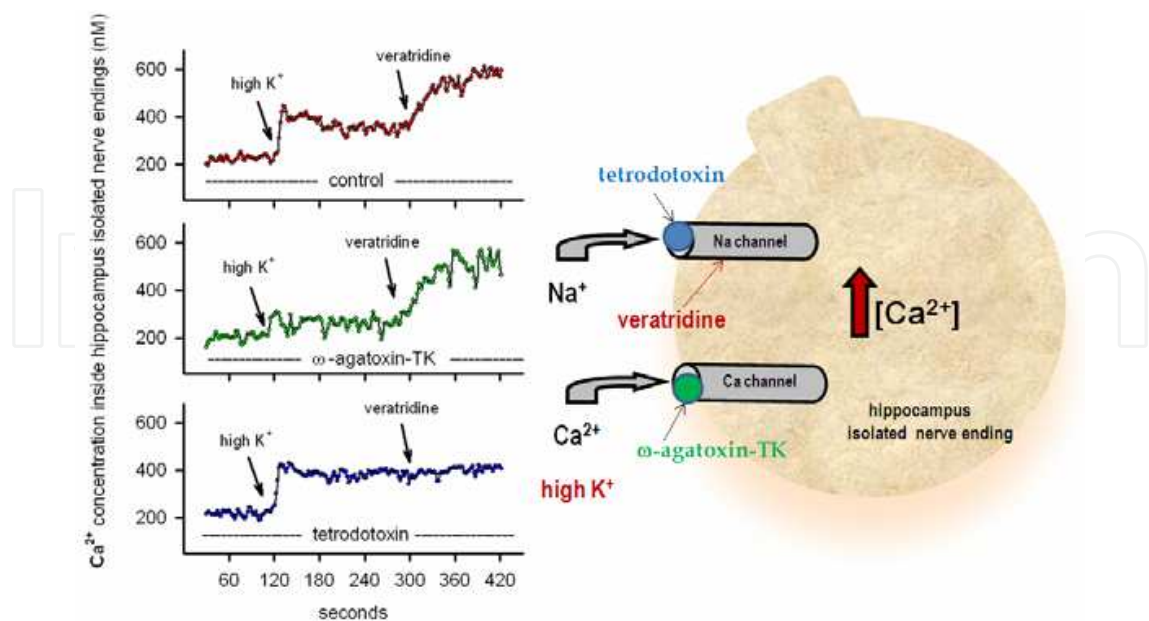 Ca²⁺ concentration inside hippocampus isolated nerve endings (nM)
600
400
200
high K⁺
veratridine
control
600
400
200
high K⁺
veratridine
ω-agatoxin-TK
600
400
200
high K⁺
veratridine
tetrodotoxin
60 120 180 240 300 360 420
seconds
tetrodotoxin
Na channel
Na⁺
veratridine
[Ca²⁺]
Ca channel
Ca²⁺
ω-agatoxin-TK
high K⁺
hippocampus
isolated nerve ending